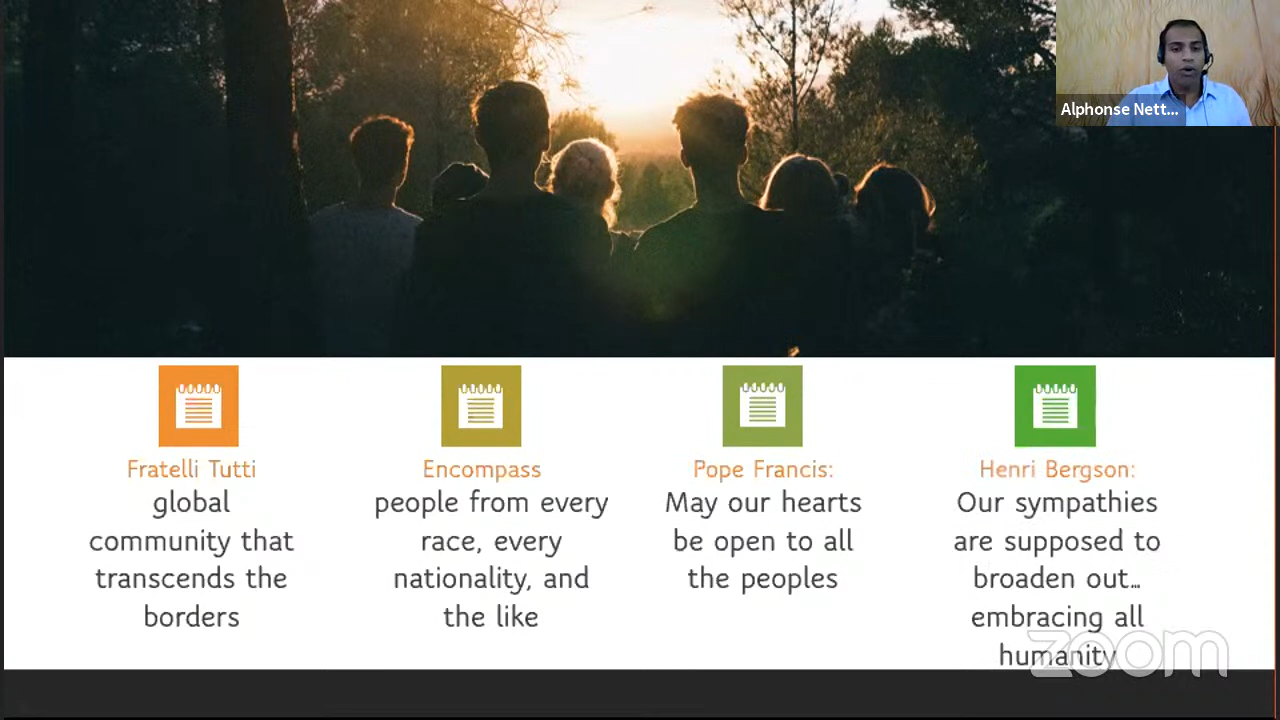 Alphonse Nett...
Fratelli Tutti
global
community that
transcends the
borders
Encompass
people from every
race, every
nationality, and
the like
Pope Francis:
May our hearts
be open to all
the peoples
Henri Bergson:
Our sympathies
are supposed to
broaden out...
embracing all
humanity
zoom